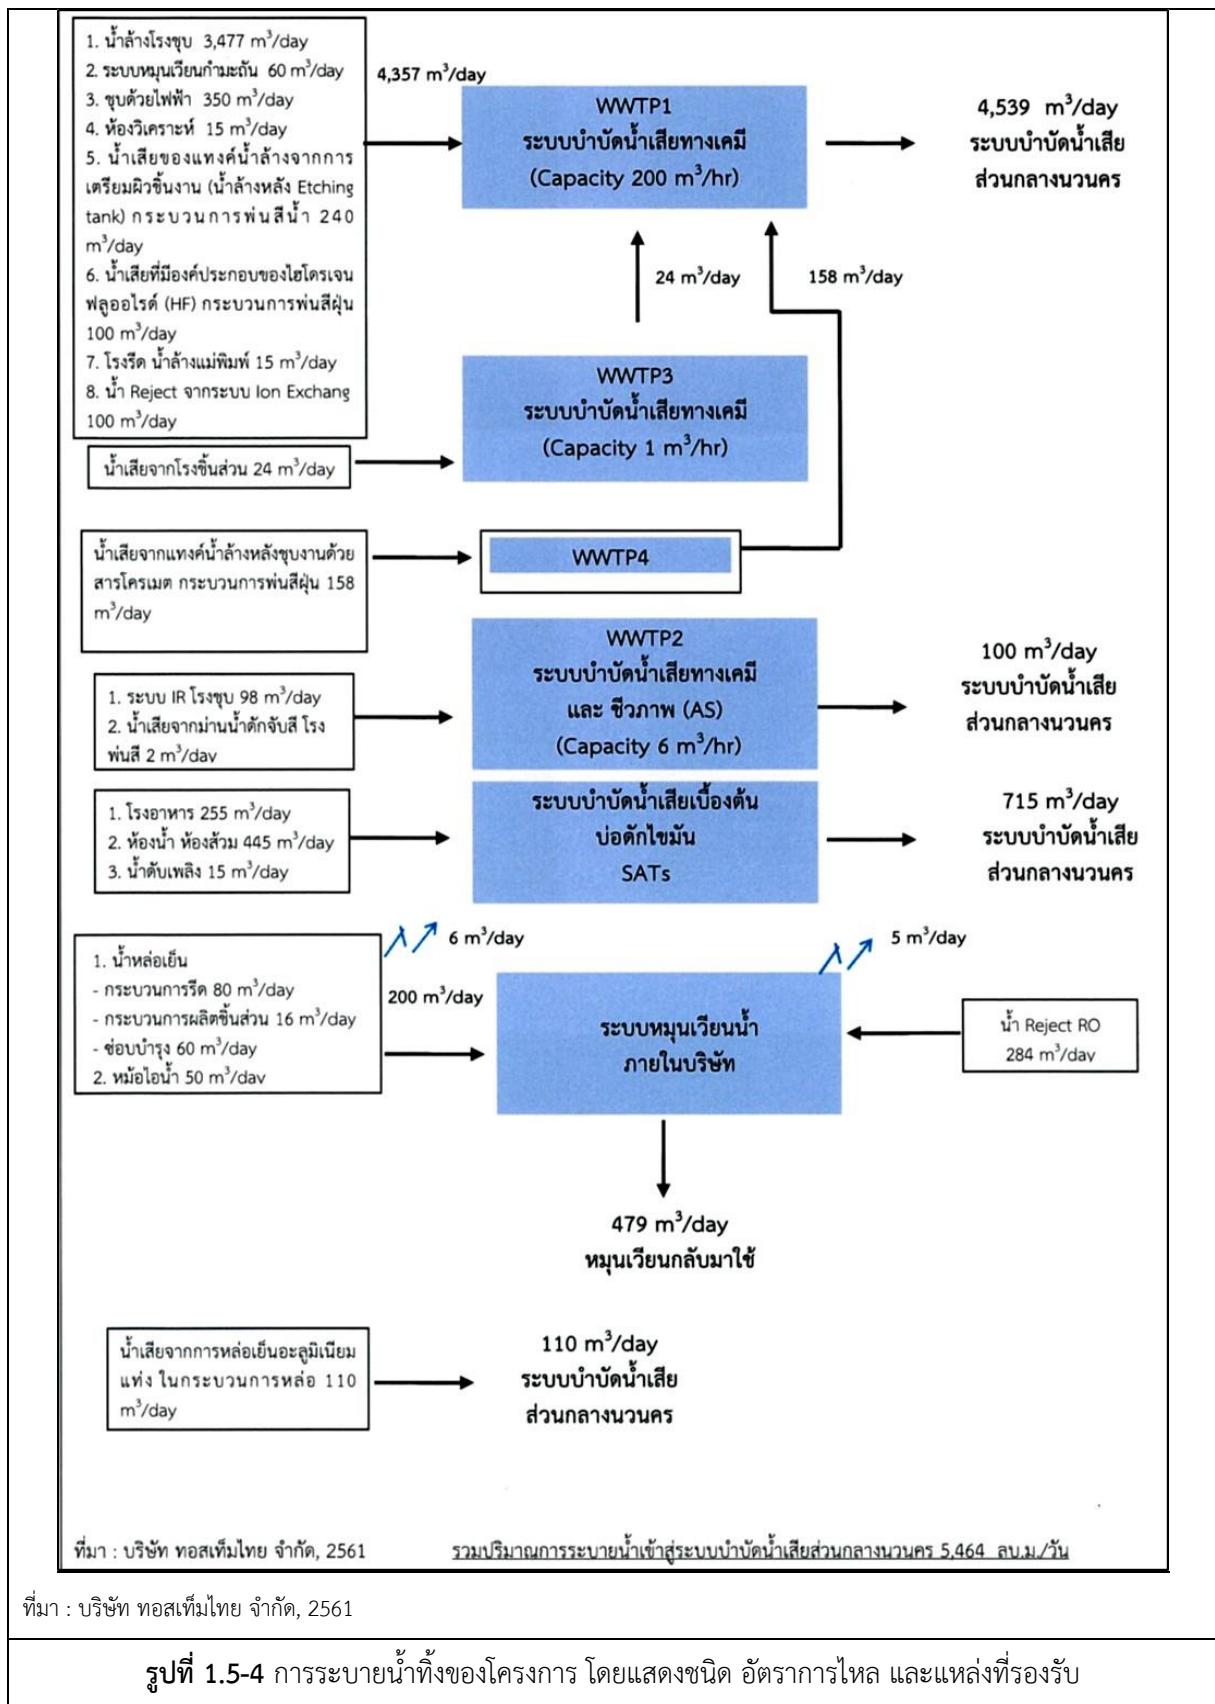 1. น้ำล้างโรงชุบ 3,477 m³/day
2. ระบบหมุนเวียนกำมะถัน 60 m³/day
3. ชุบด้วยไฟฟ้า 350 m³/day
4. ห้องวิเคราะห์ 15 m³/day
5. น้ำเสียของแทงค์น้ำล้างจากการ
เตรียมผิวชิ้นงาน (น้ำล้างหลัง Etching
tank) กระบวนการพ่นสีน้ำ 240
m³/day
6. น้ำเสียที่มีองค์ประกอบของไฮโดรเจน
ฟลูออไรด์ (HF) กระบวนการพ่นสีฝุ่น
100 m³/day
7. โรงรีด น้ำล้างแม่พิมพ์ 15 m³/day
8. น้ำ Reject จากระบบ Ion Exchang
100 m³/day
4,357 m³/day
WWTP1
ระบบบำบัดน้ำเสียทางเคมี
(Capacity 200 m³/hr)
4,539 m³/day
ระบบบำบัดน้ำเสีย
ส่วนกลางนวนคร
24 m³/day
158 m³/day
น้ำเสียจากโรงชิ้นส่วน 24 m³/day
WWTP3
ระบบบำบัดน้ำเสียทางเคมี
(Capacity 1 m³/hr)
น้ำเสียจากแทงค์น้ำล้างหลังชุบงานด้วย
สารโครเมต กระบวนการพ่นสีฝุ่น 158
m³/day
WWTP4
1. ระบบ IR โรงชุบ 98 m³/day
2. น้ำเสียจากม่านน้ำดักจับสี โรง
พ่นสี 2 m³/day
WWTP2
ระบบบำบัดน้ำเสียทางเคมี
และ ชีวภาพ (AS)
(Capacity 6 m³/hr)
100 m³/day
ระบบบำบัดน้ำเสีย
ส่วนกลางนวนคร
1. โรงอาหาร 255 m³/day
2. ห้องน้ำ ห้องส้วม 445 m³/day
3. น้ำดับเพลิง 15 m³/day
ระบบบำบัดน้ำเสียเบื้องต้น
บ่อดักไขมัน
SATs
715 m³/day
ระบบบำบัดน้ำเสีย
ส่วนกลางนวนคร
1. น้ำหล่อเย็น
- กระบวนการรีด 80 m³/day
- กระบวนการผลิตชิ้นส่วน 16 m³/day
- ซ่อมบำรุง 60 m³/day
2. หม้อไอน้ำ 50 m³/day
6 m³/day
200 m³/day
ระบบหมุนเวียนน้ำ
ภายในบริษัท
5 m³/day
น้ำ Reject RO
284 m³/day
479 m³/day
หมุนเวียนกลับมาใช้
น้ำเสียจากการหล่อเย็นอะลูมิเนียม
แท่ง ในกระบวนการหล่อ 110
m³/day
110 m³/day
ระบบบำบัดน้ำเสีย
ส่วนกลางนวนคร
ที่มา : บริษัท ทอสเท็มไทย จำกัด, 2561
รวมปริมาณการระบายน้ำเข้าสู่ระบบบำบัดน้ำเสียส่วนกลางนวนคร 5,464 ลบ.ม./วัน
ที่มา : บริษัท ทอสเท็มไทย จำกัด, 2561
รูปที่ 1.5-4 การระบายน้ำทิ้งของโครงการ โดยแสดงชนิด อัตราการไหล และแหล่งที่รองรับ